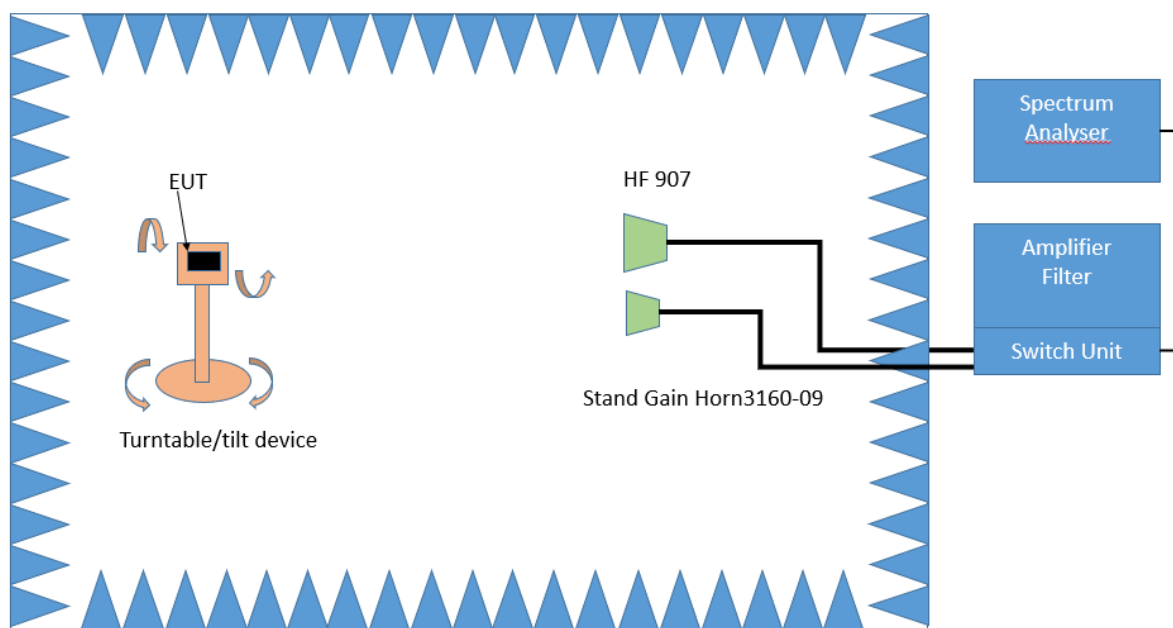 Spectrum
Analyser
EUT
HF 907
Amplifier
Filter
Switch Unit
Stand Gain Horn3160-09
Turntable/tilt device